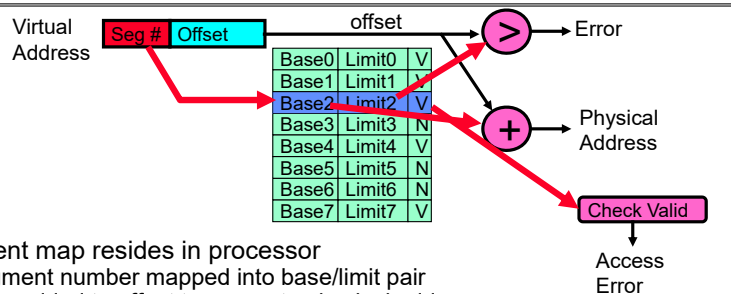 Virtual
Address
Seg #
Offset
offset
>
Error
Base0 Limit0 V
Base1 Limit1 V
Base2 Limit2 V
Base3 Limit3 N
Base4 Limit4 V
Base5 Limit5 N
Base6 Limit6 N
Base7 Limit7 V
+
Physical
Address
Check Valid
Access
Error
ent map resides in processor
gment number mapped into base/limit pair